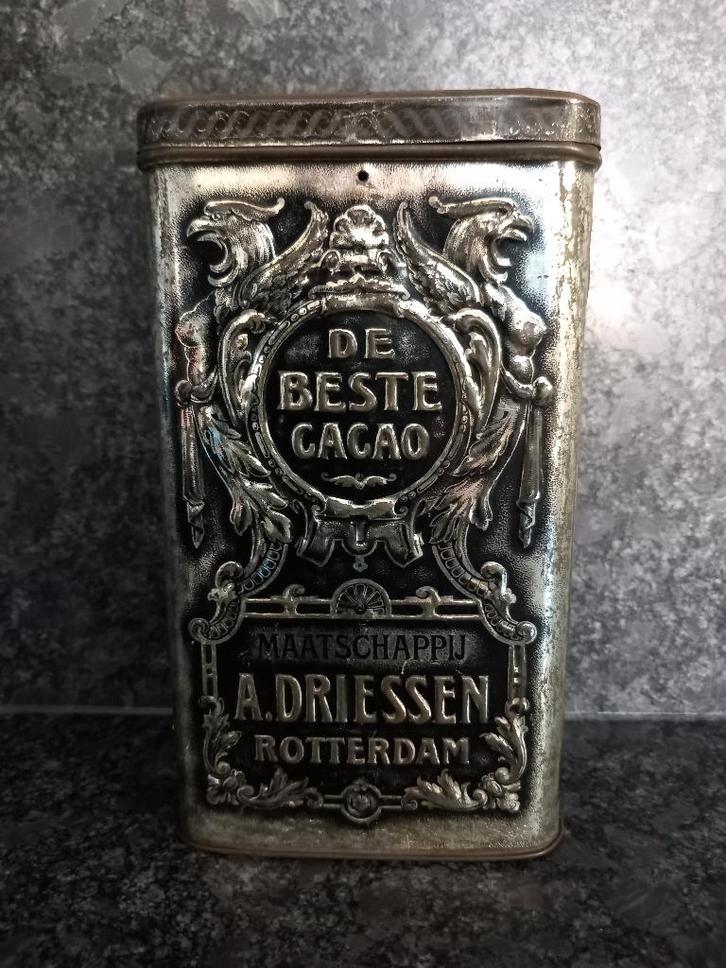 DE
BESTE
CACAO
MAATSCHAPPIJ
A.DRIESSEN
ROTTERDAM